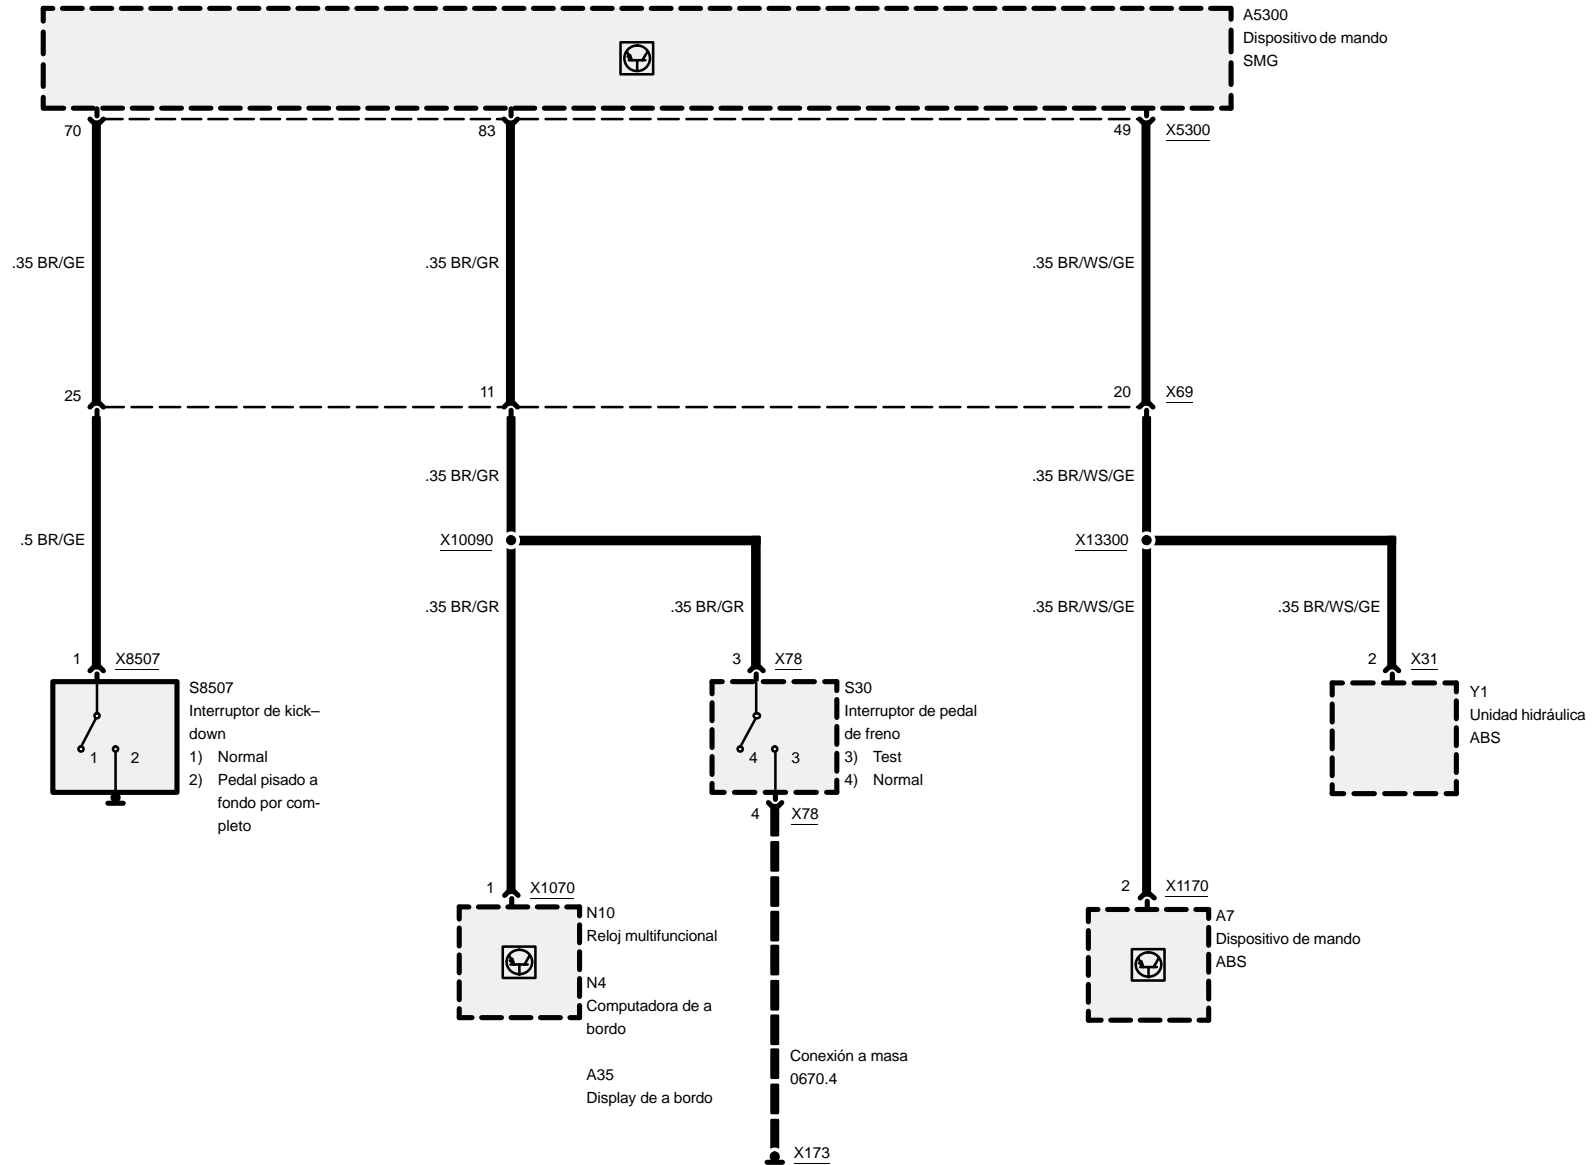 A5300
Dispositivo de mando
SMG
70
83
49
X5300
.35 BR/GE
.35 BR/GR
.35 BR/WS/GE
25
11
20
X69
.35 BR/GR
.35 BR/WS/GE
.5 BR/GE
X10090
X13300
.35 BR/GR
.35 BR/GR
.35 BR/WS/GE
.35 BR/WS/GE
1
X8507
3
X78
2
X31
S8507
Interruptor de kick–
down
1) Normal
2) Pedal pisado a
fondo por com-
pleto
1
2
S30
Interruptor de pedal
de freno
3) Test
4) Normal
4
3
Y1
Unidad hidráulica
ABS
4
X78
1
X1070
2
X1170
N10
Reloj multifuncional
N4
Computadora de a
bordo
A35
Display de a bordo
A7
Dispositivo de mando
ABS
Conexión a masa
0670.4
X173